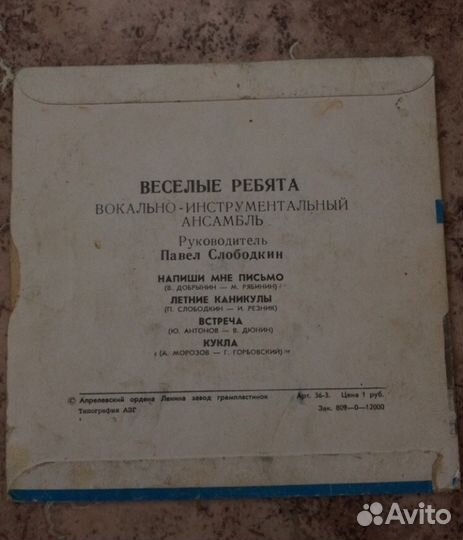 ВЕСЕЛЫЕ РЕБЯТА
ВОКАЛЬНО-ИНСТРУМЕНТАЛЬНЫЙ
АНСАМБЛЬ
Руководитель
Павел Слободкин
НАПИШИ МНЕ ПИСЬМО
(В. ДОБРЫНИН — М. РЯБИНИН)
ЛЕТНИЕ КАНИКУЛЫ
(П. СЛОБОДКИН — И. РЕЗНИК)
ВСТРЕЧА
(Ю. АНТОНОВ — В. ДЮНИН)
КУКЛА
(А. МОРОЗОВ — Г. ГОРБОВСКИЙ)
© Апрелевский ордена Ленина завод грампластинок Арт. 36-3. Цена 1 руб.
Типография АЗГ Зак. 809—0—12000
Avito